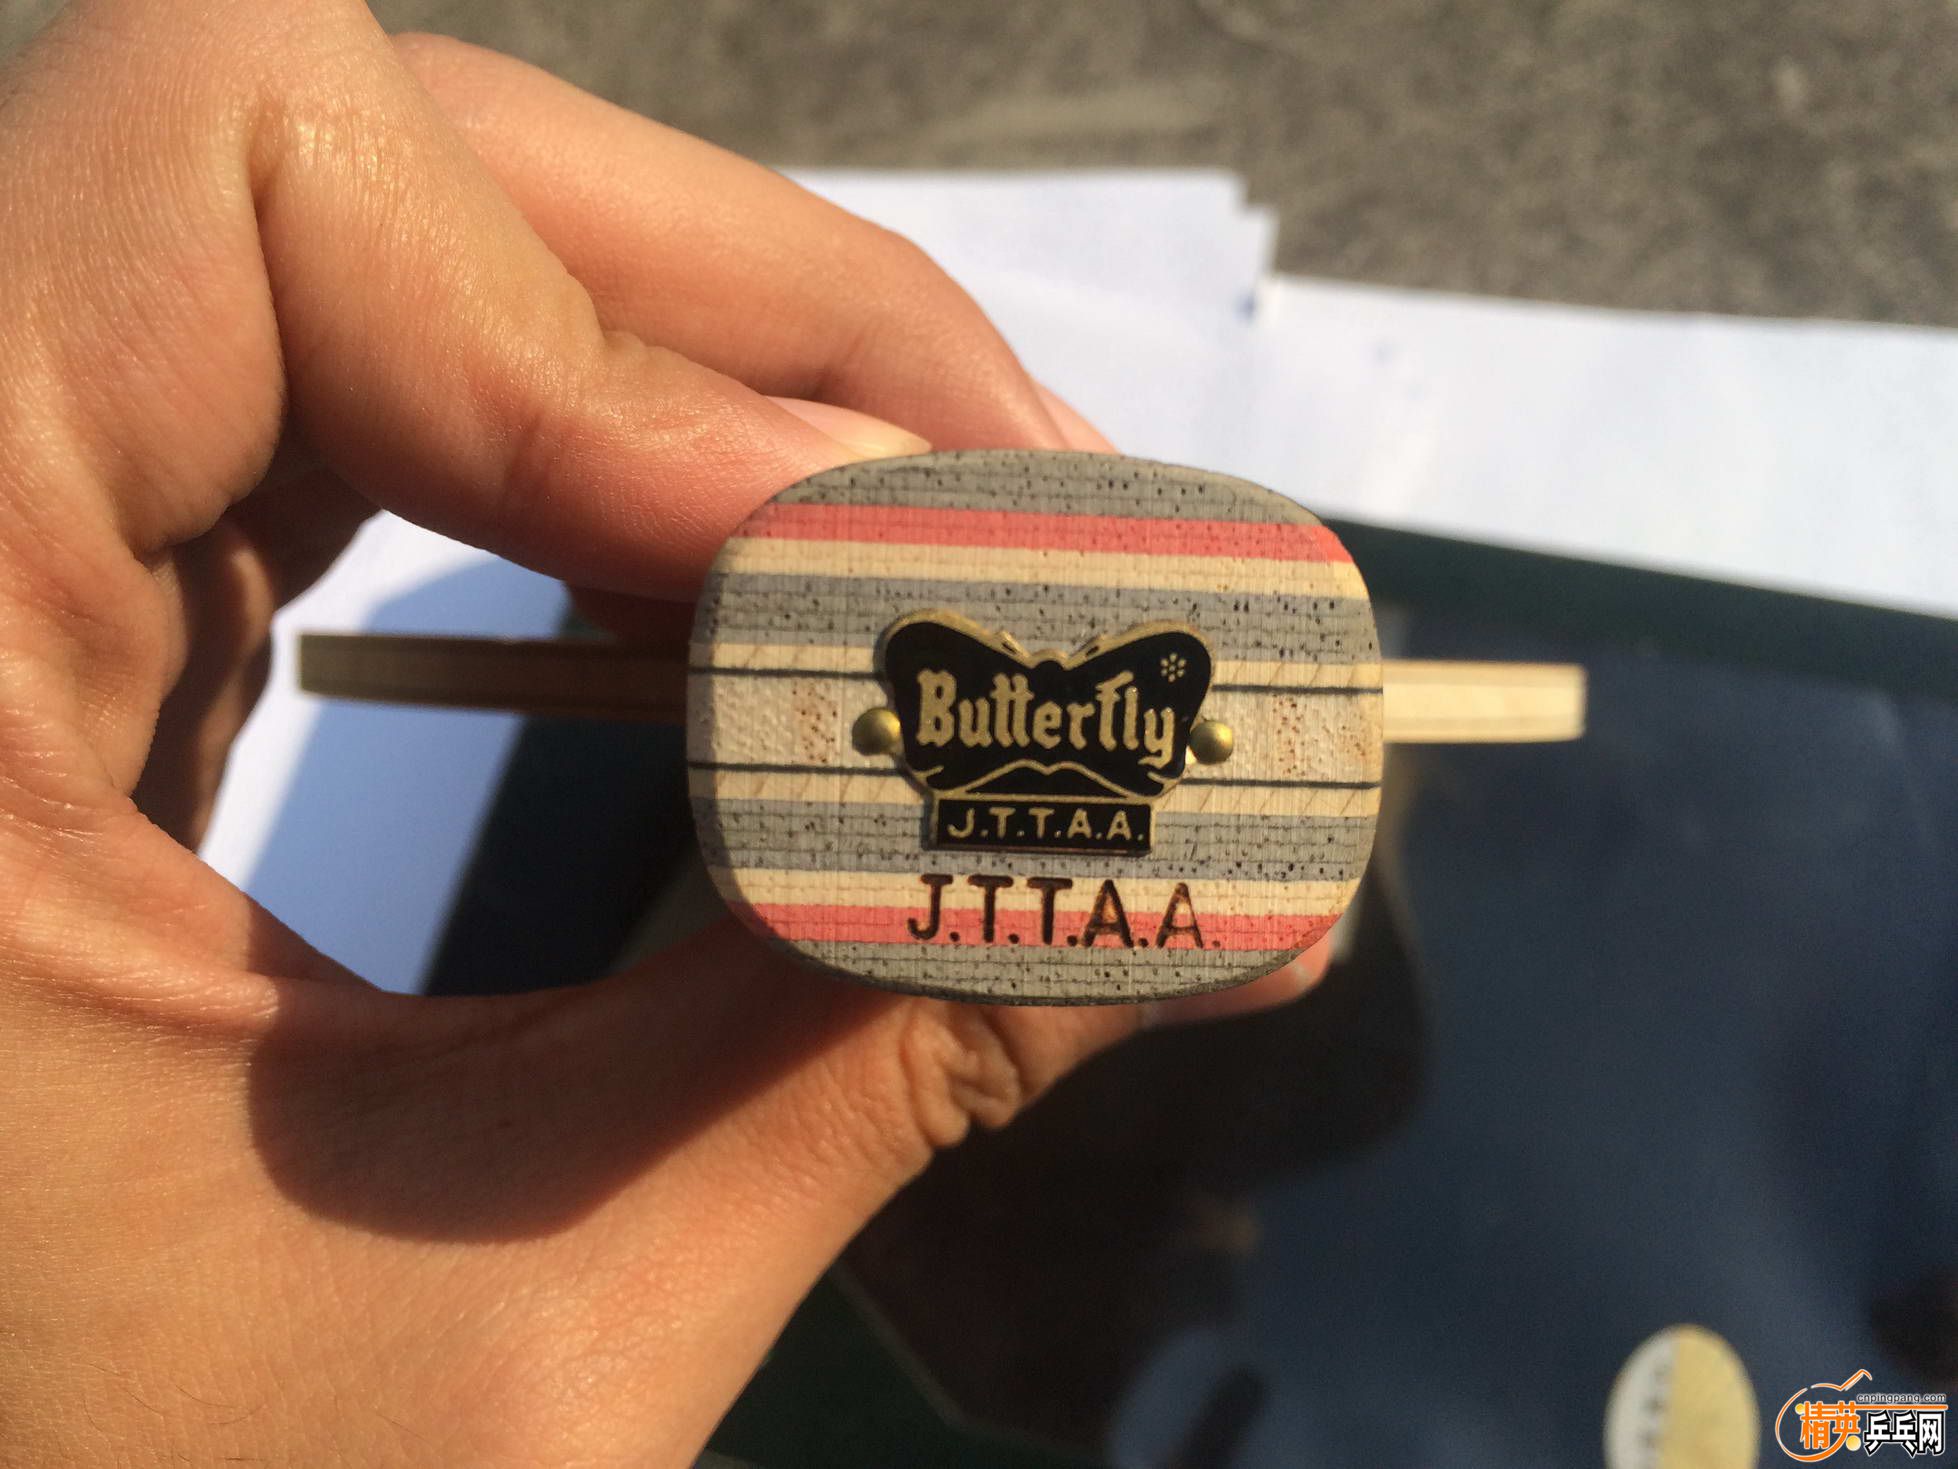 Butterfly
J.T.T.A.A.
J.T.T.A.A.
cnpingpang.com
精英乒乓网